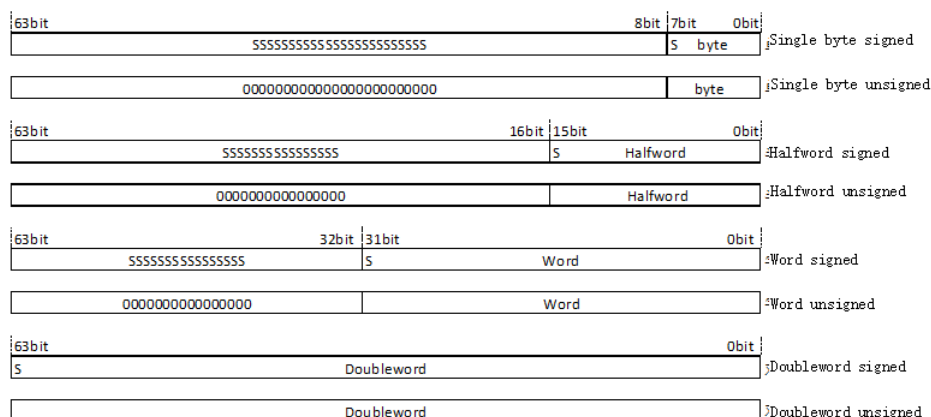 63bit 8bit 7bit 0bit
SSSSSSSSSSSSSSSSSSSSSSSS S byte Single byte signed
000000000000000000000000 byte Single byte unsigned
63bit 16bit 15bit 0bit
SSSSSSSSSSSSSSSS S Halfword Halfword signed
0000000000000000 Halfword Halfword unsigned
63bit 32bit 31bit 0bit
SSSSSSSSSSSSSSSS S Word Word signed
0000000000000000 Word Word unsigned
63bit 0bit
S Doubleword Doubleword signed
Doubleword Doubleword unsigned